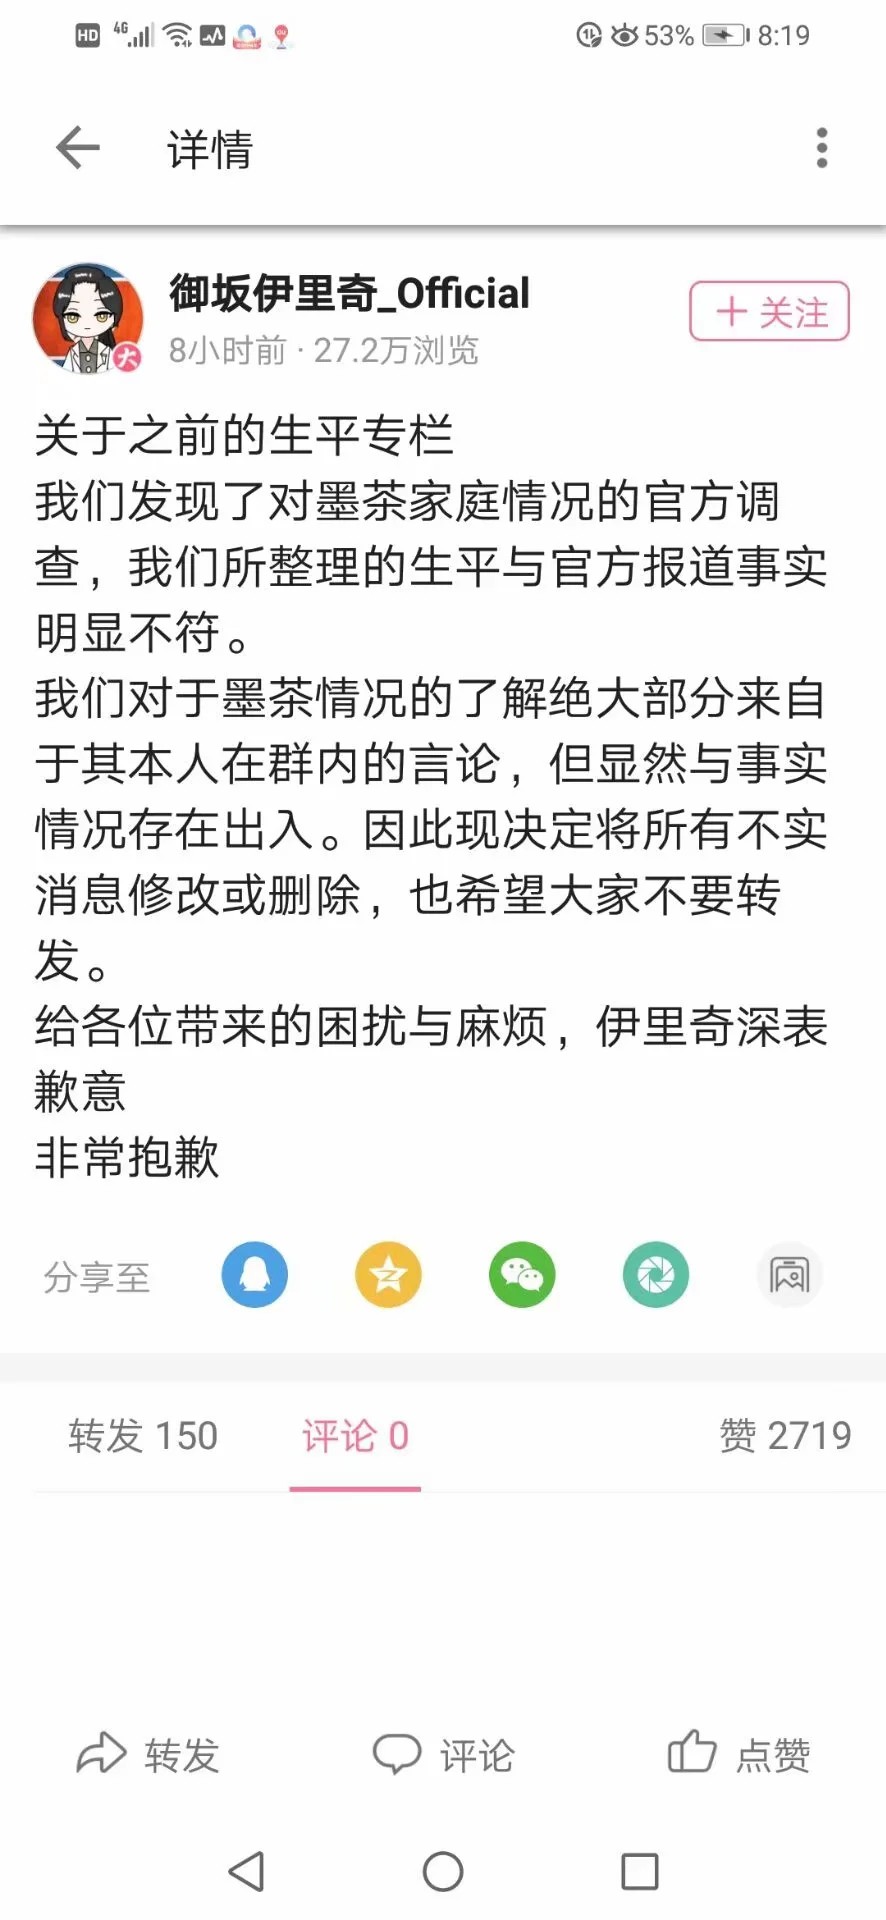 HD 4G 53% 8:19
详情
御坂伊里奇_Official
大
8小时前 · 27.2万浏览
+ 关注
关于之前的生平专栏
我们发现了对墨茶家庭情况的官方调
查，我们所整理的生平与官方报道事实
明显不符。
我们对于墨茶情况的了解绝大部分来自
于其本人在群内的言论，但显然与事实
情况存在出入。因此现决定将所有不实
消息修改或删除，也希望大家不要转
发。
给各位带来的困扰与麻烦，伊里奇深表
歉意
非常抱歉
分享至
转发 150 评论 0 赞 2719
转发 评论 点赞